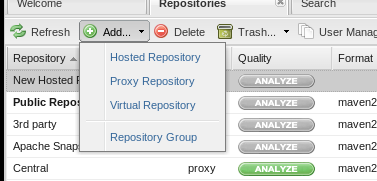 Welcome Repositories Search
Refresh Add... Delete Trash... User Manag
Repository Quality Format
Hosted Repository
Proxy Repository
Virtual Repository
Repository Group
New Hosted R ANALYZE maven2
Public Repos ANALYZE maven2
3rd party ANALYZE maven2
Apache Snaps ANALYZE maven2
Central proxy ANALYZE maven2